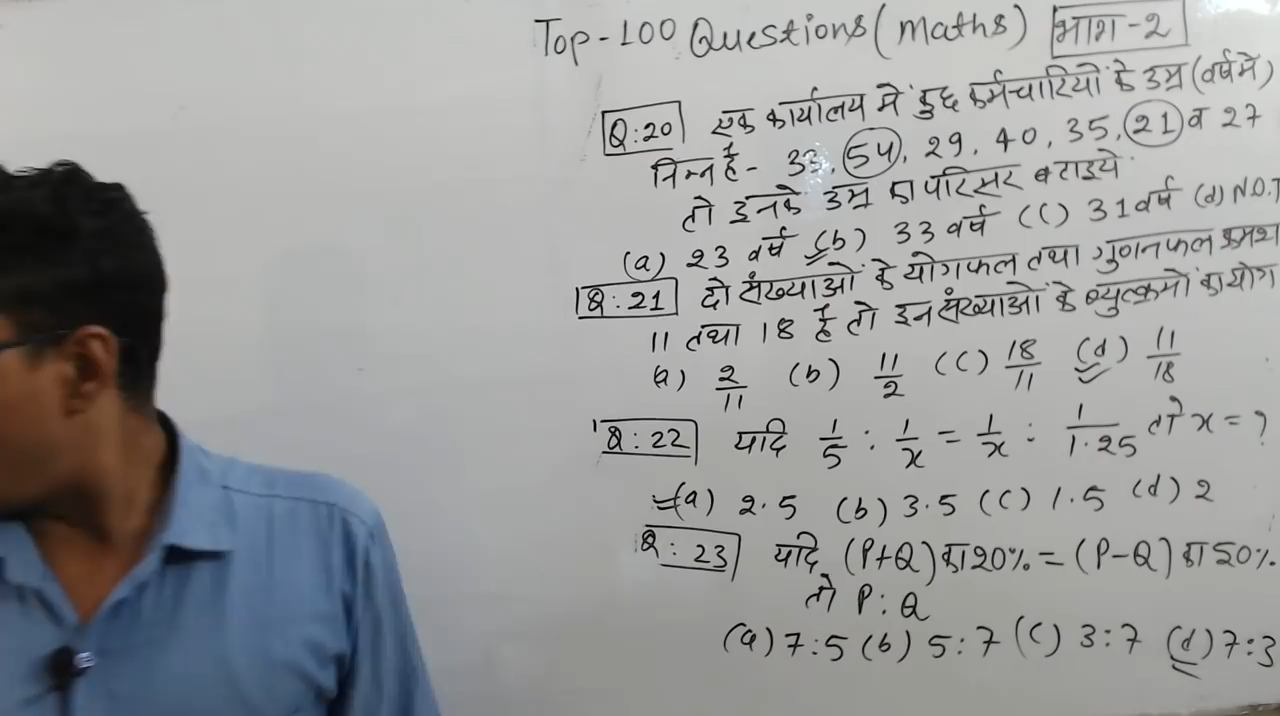 Top-100 Questions (Maths) भाग-2
Q:20 एक कार्यालय में कुछ कर्मचारियों के उम्र (वर्ष में)
निम्न है- 33, 54, 29, 40, 35, 21 व 27
तो इनके उम्र का परिसर बताइये
(a) 23 वर्ष (b) 33 वर्ष (C) 31 वर्ष (d) N.O.T
Q:21 दो संख्याओं के योगफल तथा गुणनफल क्रमश
11 तथा 18 है तो इन संख्याओं के व्युत्क्रमों का योग
(a) 2/11 (b) 11/2 (C) 18/11 (d) 11/18
Q:22 यदि 1/5 : 1/x = 1/x : 1/1.25 तो x = ?
(a) 2.5 (b) 3.5 (C) 1.5 (d) 2
Q:23 यदि (P+Q) का 20% = (P-Q) का 50%
तो P:Q
(a) 7:5 (b) 5:7 (C) 3:7 (d) 7:3